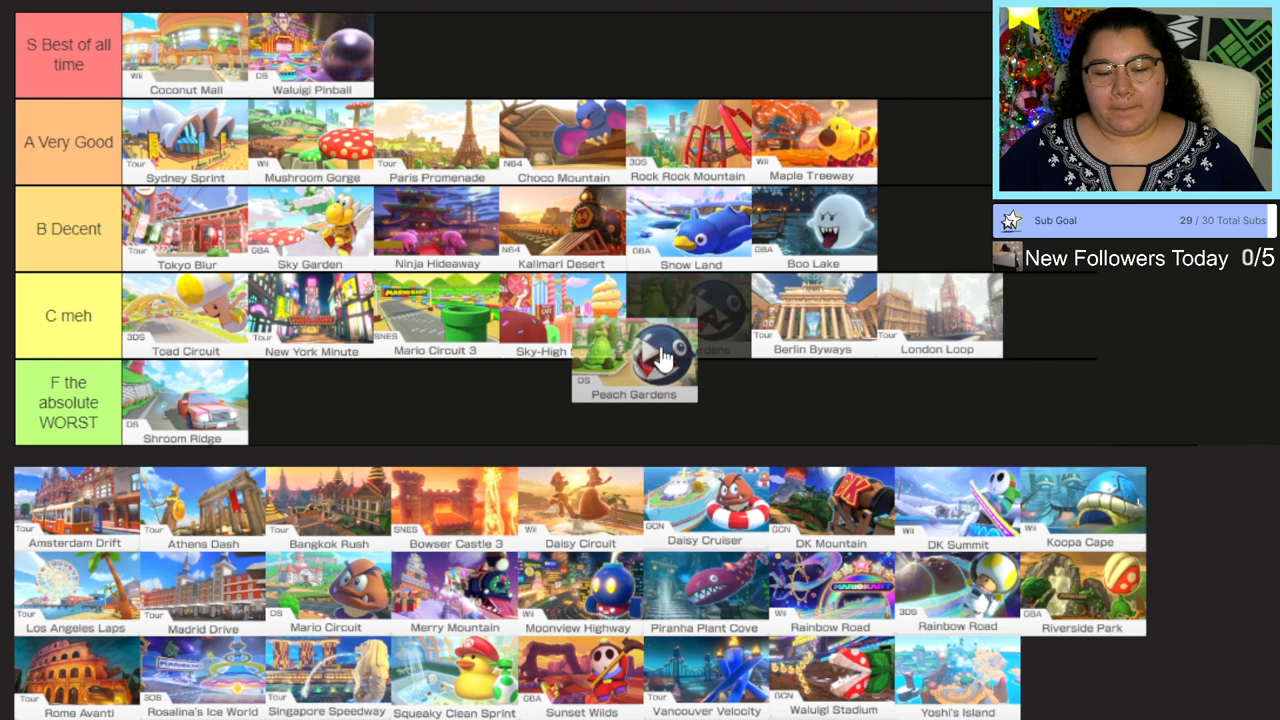 S Best of all
time
Wii
Coconut Mall
DS
Waluigi Pinball
A Very Good
Tour
Sydney Sprint
Wii
Mushroom Gorge
Tour
Paris Promenade
N64
Choco Mountain
3DS
Rock Rock Mountain
Wii
Maple Treeway
B Decent
Tour
Tokyo Blur
GBA
Sky Garden
Ninja Hideaway
N64
Kalimari Desert
GBA
Snow Land
GBA
Boo Lake
C meh
3DS
Toad Circuit
Tour
New York Minute
MARIO KART
SNES
Mario Circuit 3
Sky-High
Tour
Berlin Byways
Tour
London Loop
DS
Peach Gardens
F the
absolute
WORST
DS
Shroom Ridge
Tour
Amsterdam Drift
Tour
Athens Dash
Tour
Bangkok Rush
SNES
Bowser Castle 3
Wii
Daisy Circuit
GCN
Daisy Cruiser
GCN
DK
DK Mountain
Wii
DK Summit
Wii
Koopa Cape
Tour
Los Angeles Laps
Tour
Madrid Drive
DS
Mario Circuit
Merry Mountain
Wii
Moonview Highway
Piranha Plant Cove
MARIOKART
Wii
Rainbow Road
3DS
Rainbow Road
GBA
Riverside Park
Tour
Rome Avanti
3DS
Rosalina's Ice World
Tour
Singapore Speedway
Squeaky Clean Sprint
GBA
Sunset Wilds
Tour
Vancouver Velocity
GCN
Waluigi Stadium
Yoshi's Island
Sub Goal 29 / 30 Total Subs
New Followers Today 0/5